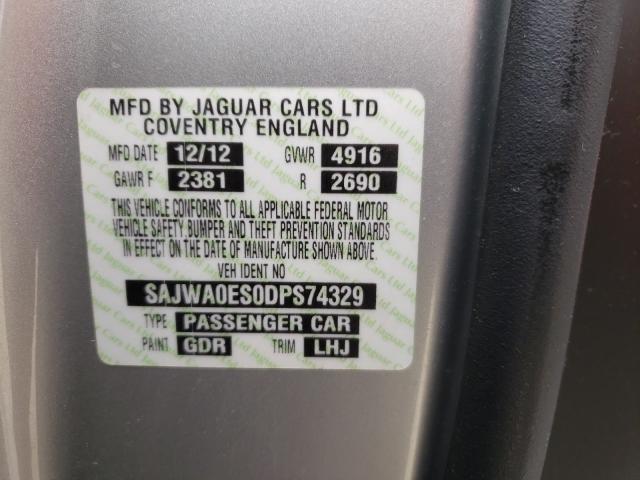 MFD BY JAGUAR CARS LTD
COVENTRY ENGLAND
MFD DATE 12/12 GVWR 4916
GAWR F 2381 R 2690
THIS VEHICLE CONFORMS TO ALL APPLICABLE FEDERAL MOTOR
VEHICLE SAFETY, BUMPER AND THEFT PREVENTION STANDARDS
IN EFFECT ON THE DATE OF MANUFACTURE SHOWN ABOVE.
VEH IDENT NO
SAJWA0ES0DPS74329
TYPE PASSENGER CAR
PAINT GDR TRIM LHJ